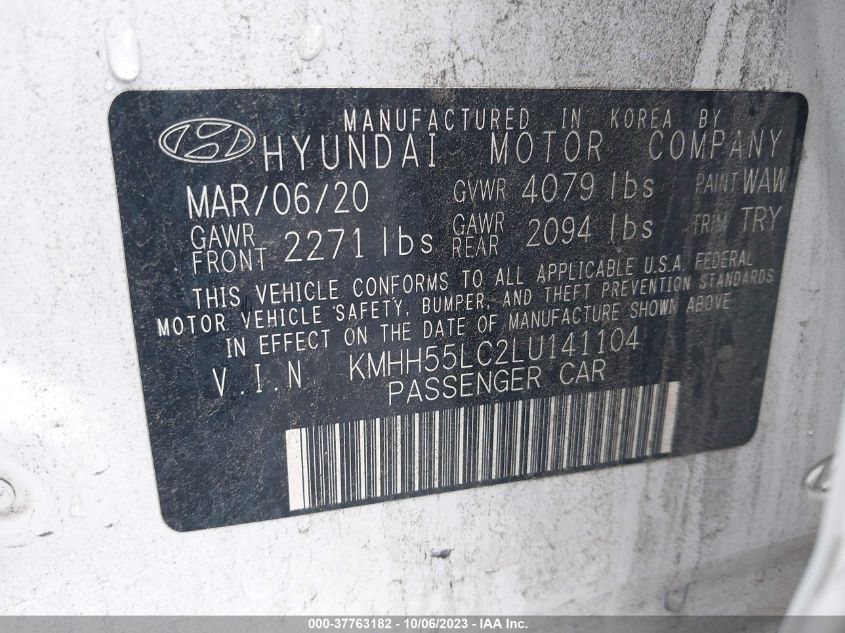 MANUFACTURED IN KOREA BY
HYUNDAI MOTOR COMPANY
MAR/06/20 GVWR 4079 lbs PAINT WAW
GAWR FRONT 2271 lbs GAWR REAR 2094 lbs TRIM TRY
THIS VEHICLE CONFORMS TO ALL APPLICABLE U.S.A. FEDERAL
MOTOR VEHICLE SAFETY, BUMPER, AND THEFT PREVENTION STANDARDS
IN EFFECT ON THE DATE OF MANUFACTURE SHOWN ABOVE.
V.I.N KMHH55LC2LU141104
PASSENGER CAR
000-37763182 - 10/06/2023 - IAA Inc.